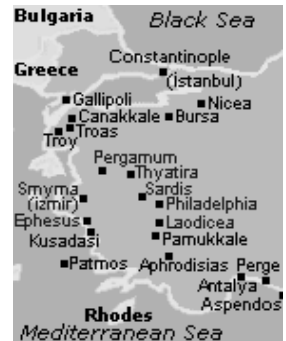 Bulgaria
Black Sea
Constantinople
(istanbul)
Greece
Gallipoli
Nicea
Canakkale
Bursa
Troas
Troy
Pergamum
Thyatira
Smyrna
(izmir)
Sardis
Philadelphia
Ephesus
Laodicea
Kusadasi
Pamukkale
Patmos
Aphrodisias
Perge
Antalya
Aspendos
Rhodes
Mediterranean Sea